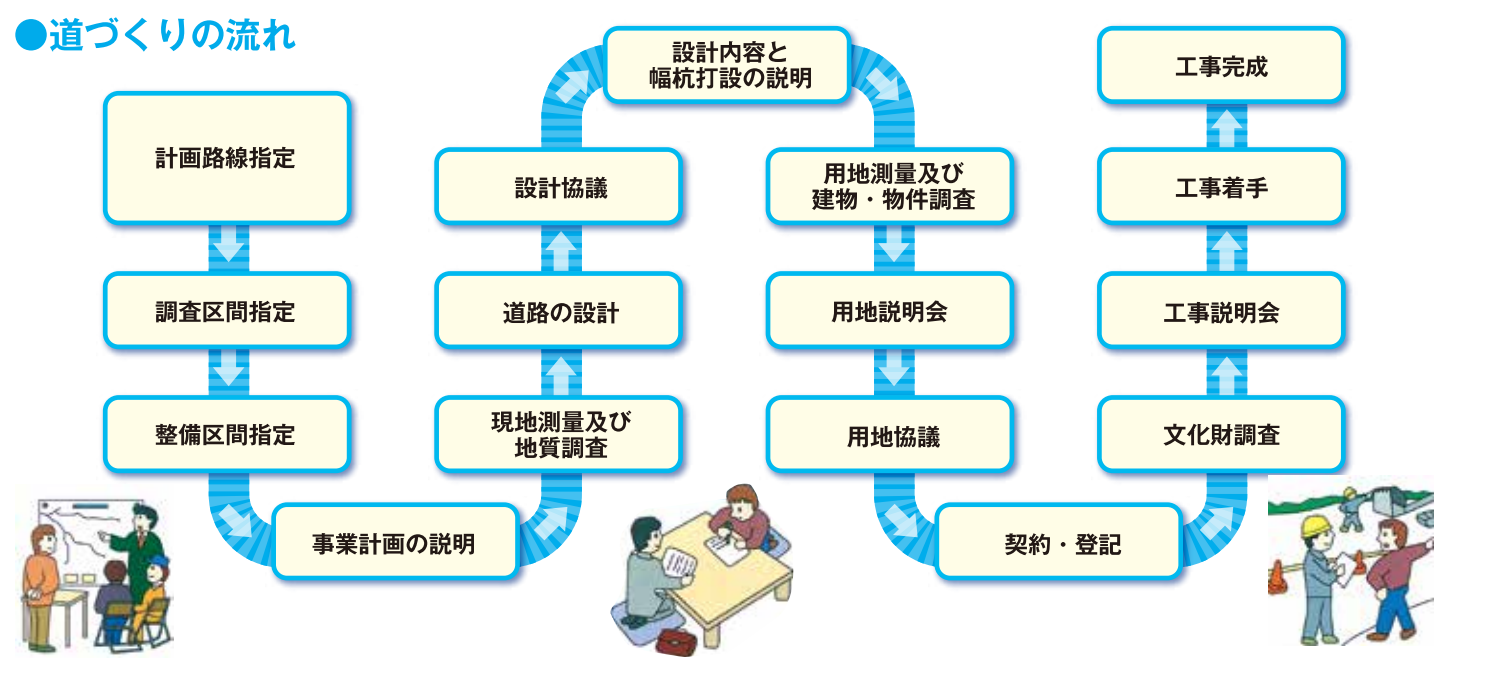 ●道づくりの流れ
計画路線指定
調査区間指定
整備区間指定
事業計画の説明
現地測量及び
地質調査
道路の設計
設計協議
設計内容と
幅杭打設の説明
用地測量及び
建物・物件調査
用地説明会
用地協議
契約・登記
文化財調査
工事説明会
工事着手
工事完成